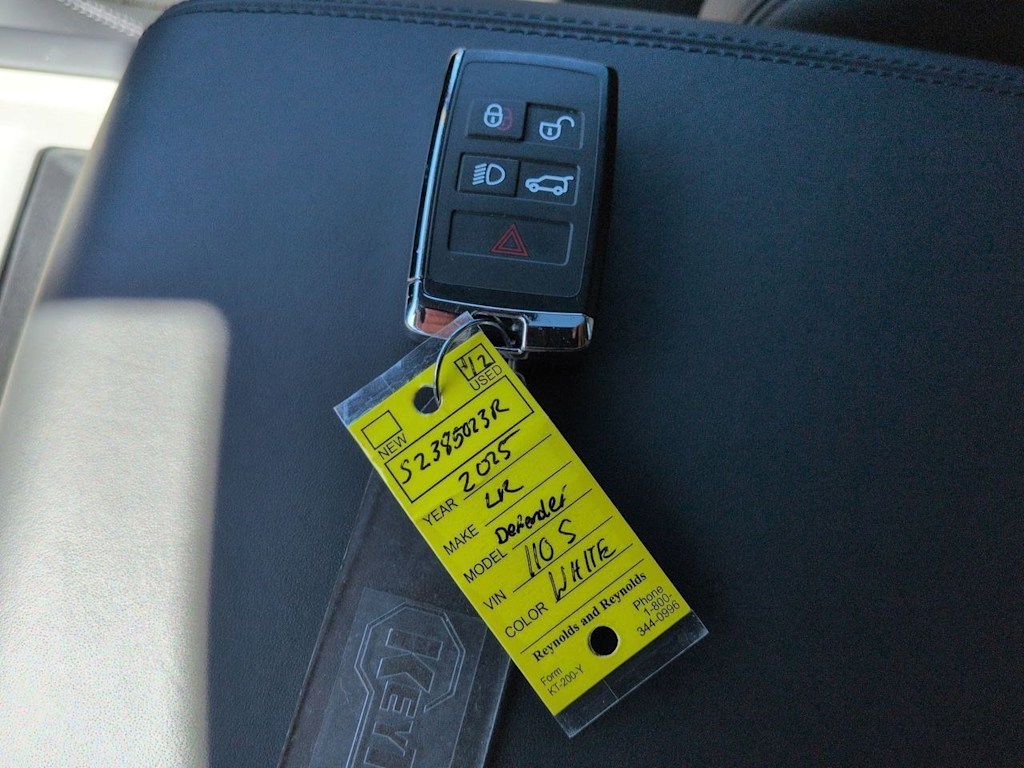 NEW
USED
S2385023R
YEAR 2025
MAKE LR
MODEL Defender
VIN 110 S
COLOR WHITE
Reynolds and Reynolds
Form
KT-200-Y
Phone
1-800-
344-0996
KEY